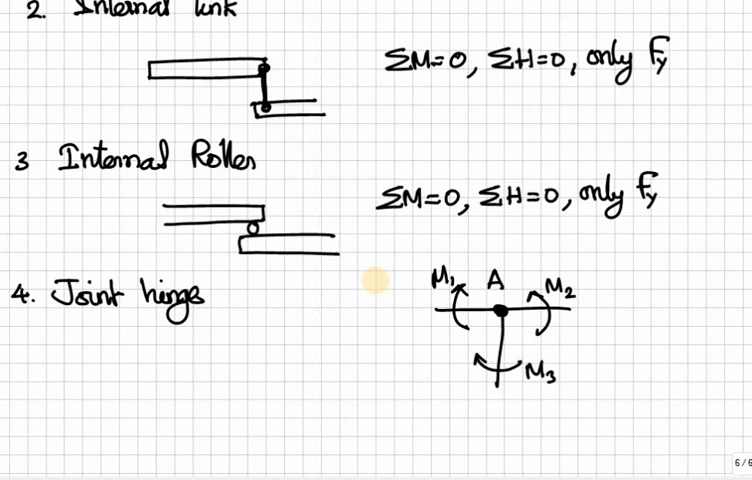 2. Internal link
ΣM=0, ΣH=0, only Fy
3 Internal Roller
ΣM=0, ΣH=0, only Fy
4. Joint hinge
M₁ A M₂
M₃
6/6